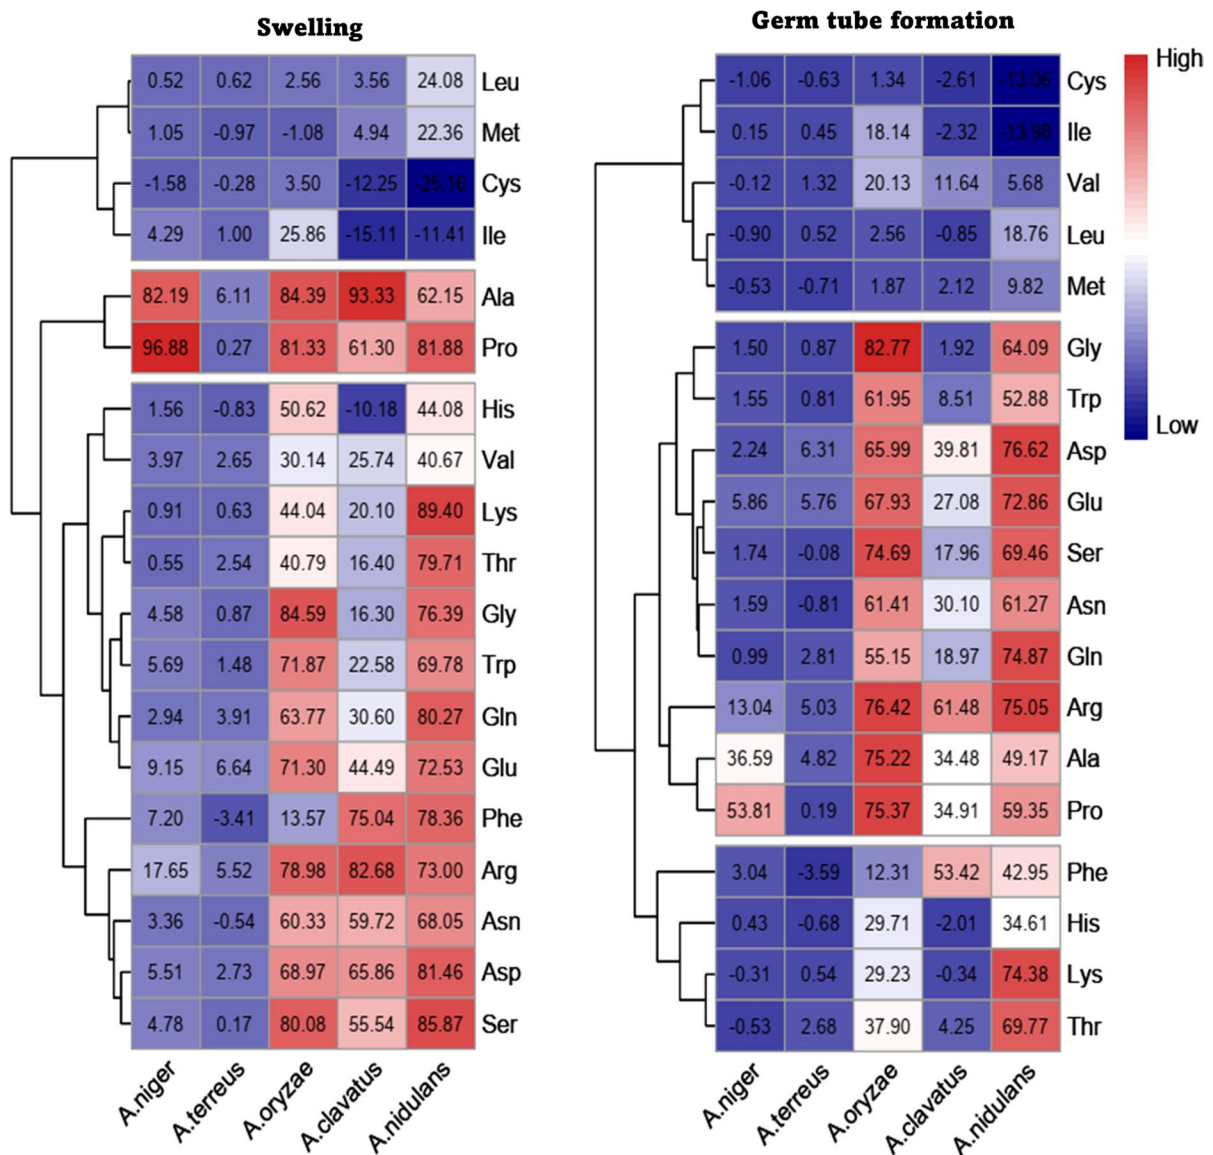 Swelling
0.52 0.62 2.56 3.56 24.08 Leu
1.05 -0.97 -1.08 4.94 22.36 Met
-1.58 -0.28 3.50 -12.25 -25.16 Cys
4.29 1.00 25.86 -15.11 -11.41 Ile
82.19 6.11 84.39 93.33 62.15 Ala
96.88 0.27 81.33 61.30 81.88 Pro
1.56 -0.83 50.62 -10.18 44.08 His
3.97 2.65 30.14 25.74 40.67 Val
0.91 0.63 44.04 20.10 89.40 Lys
0.55 2.54 40.79 16.40 79.71 Thr
4.58 0.87 84.59 16.30 76.39 Gly
5.69 1.48 71.87 22.58 69.78 Trp
2.94 3.91 63.77 30.60 80.27 Gln
9.15 6.64 71.30 44.49 72.53 Glu
7.20 -3.41 13.57 75.04 78.36 Phe
17.65 5.52 78.98 82.68 73.00 Arg
3.36 -0.54 60.33 59.72 68.05 Asn
5.51 2.73 68.97 65.86 81.46 Asp
4.78 0.17 80.08 55.54 85.87 Ser
A.niger A.terreus A.oryzae A.clavatus A.nidulans
Germ tube formation
-1.06 -0.63 1.34 -2.61 -13.06 Cys
0.15 0.45 18.14 -2.32 -13.98 Ile
-0.12 1.32 20.13 11.64 5.68 Val
-0.90 0.52 2.56 -0.85 18.76 Leu
-0.53 -0.71 1.87 2.12 9.82 Met
1.50 0.87 82.77 1.92 64.09 Gly
1.55 0.81 61.95 8.51 52.88 Trp
2.24 6.31 65.99 39.81 76.62 Asp
5.86 5.76 67.93 27.08 72.86 Glu
1.74 -0.08 74.69 17.96 69.46 Ser
1.59 -0.81 61.41 30.10 61.27 Asn
0.99 2.81 55.15 18.97 74.87 Gln
13.04 5.03 76.42 61.48 75.05 Arg
36.59 4.82 75.22 34.48 49.17 Ala
53.81 0.19 75.37 34.91 59.35 Pro
3.04 -3.59 12.31 53.42 42.95 Phe
0.43 -0.68 29.71 -2.01 34.61 His
-0.31 0.54 29.23 -0.34 74.38 Lys
-0.53 2.68 37.90 4.25 69.77 Thr
A.niger A.terreus A.oryzae A.clavatus A.nidulans
High
Low